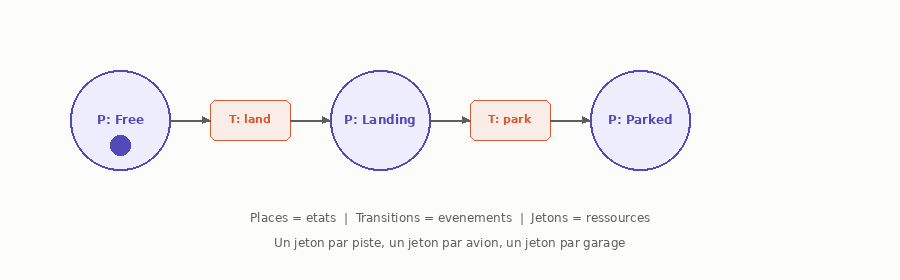 P: Free
T: land
P: Landing
T: park
P: Parked
Places = etats | Transitions = evenements | Jetons = ressources
Un jeton par piste, un jeton par avion, un jeton par garage